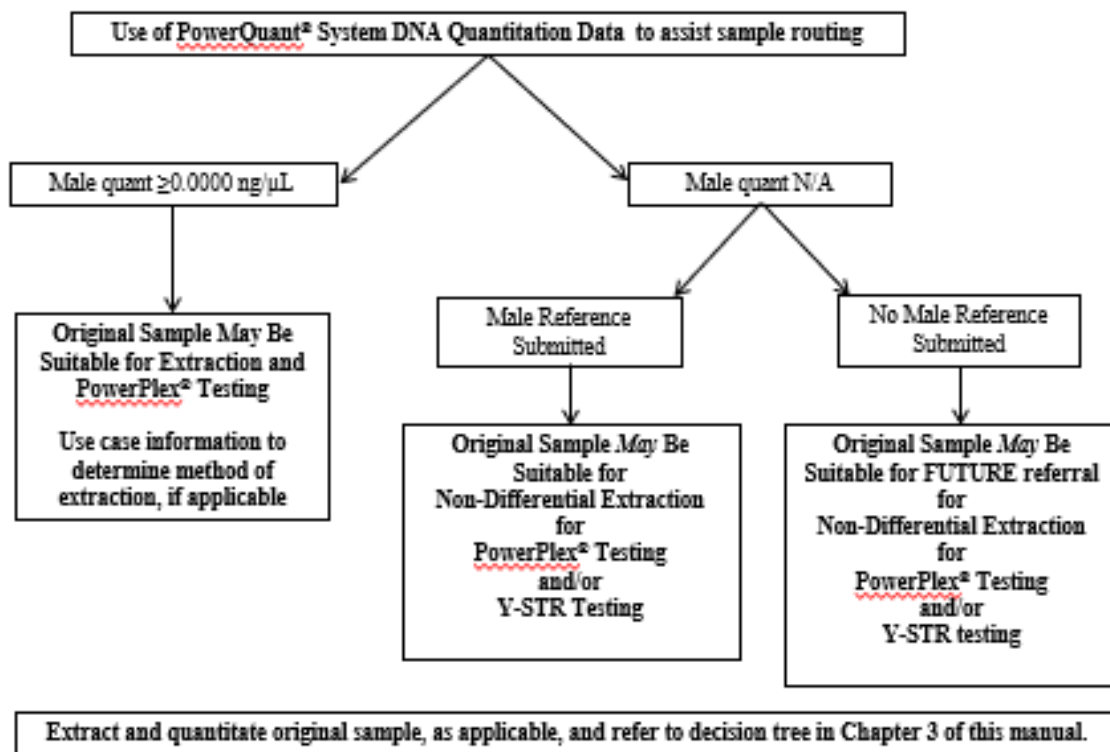 Use of PowerQuant® System DNA Quantitation Data to assist sample routing
Male quant ≥0.0000 ng/µL
Male quant N/A
Male Reference
Submitted
No Male Reference
Submitted
Original Sample May Be
Suitable for Extraction and
PowerPlex® Testing
Use case information to
determine method of
extraction, if applicable
Original Sample May Be
Suitable for
Non-Differential Extraction
for
PowerPlex® Testing
and/or
Y-STR Testing
Original Sample May Be
Suitable for FUTURE referral
for
Non-Differential Extraction
for
PowerPlex® Testing
and/or
Y-STR testing
Extract and quantitate original sample, as applicable, and refer to decision tree in Chapter 3 of this manual.